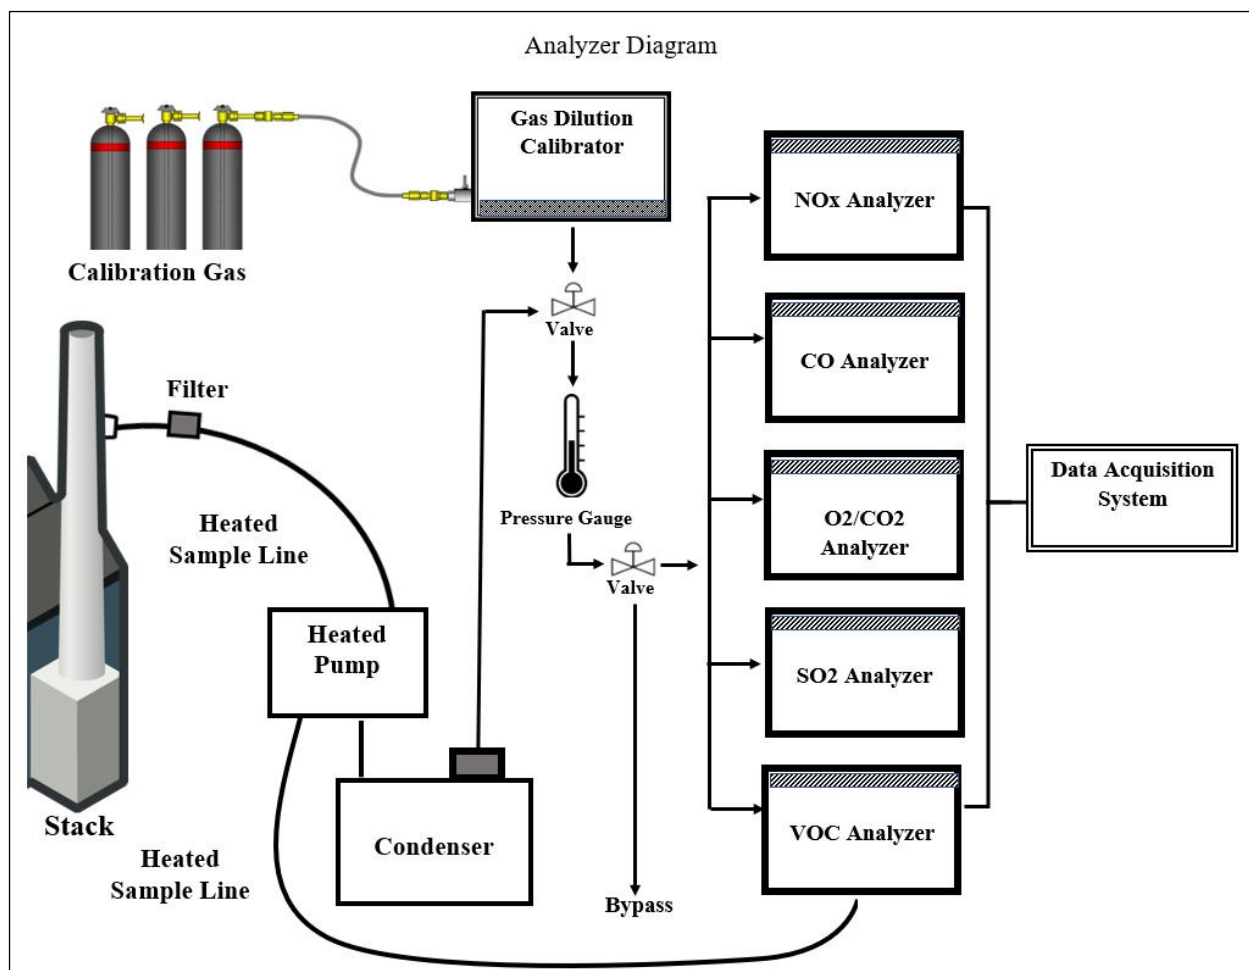 Analyzer Diagram
Gas Dilution
Calibrator
Calibration Gas
Valve
Filter
Heated
Sample Line
Pressure Gauge
Valve
Heated
Pump
Stack
Condenser
Heated
Sample Line
Bypass
NOx Analyzer
CO Analyzer
O2/CO2
Analyzer
SO2 Analyzer
VOC Analyzer
Data Acquisition
System